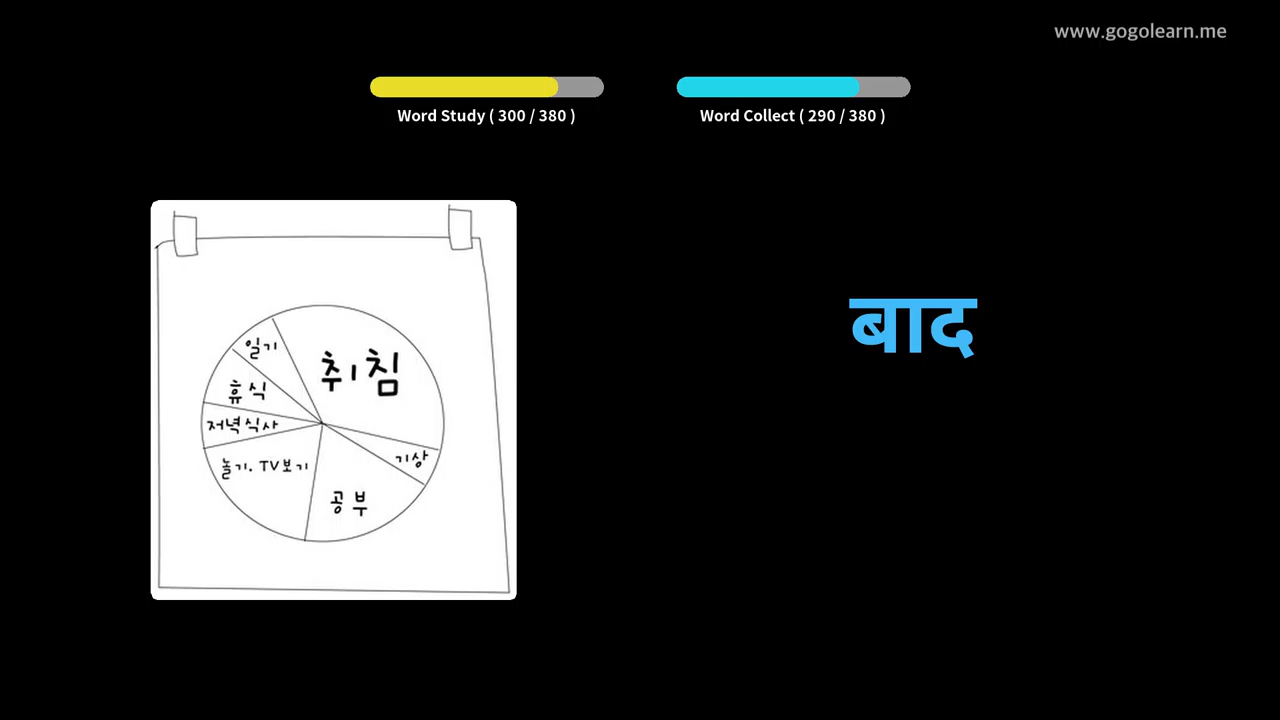 www.gogolearn.me
Word Study ( 300 / 380 )
Word Collect ( 290 / 380 )
일기
취침
휴식
저녁식사
놀기. TV보기
기상
공부
बाद